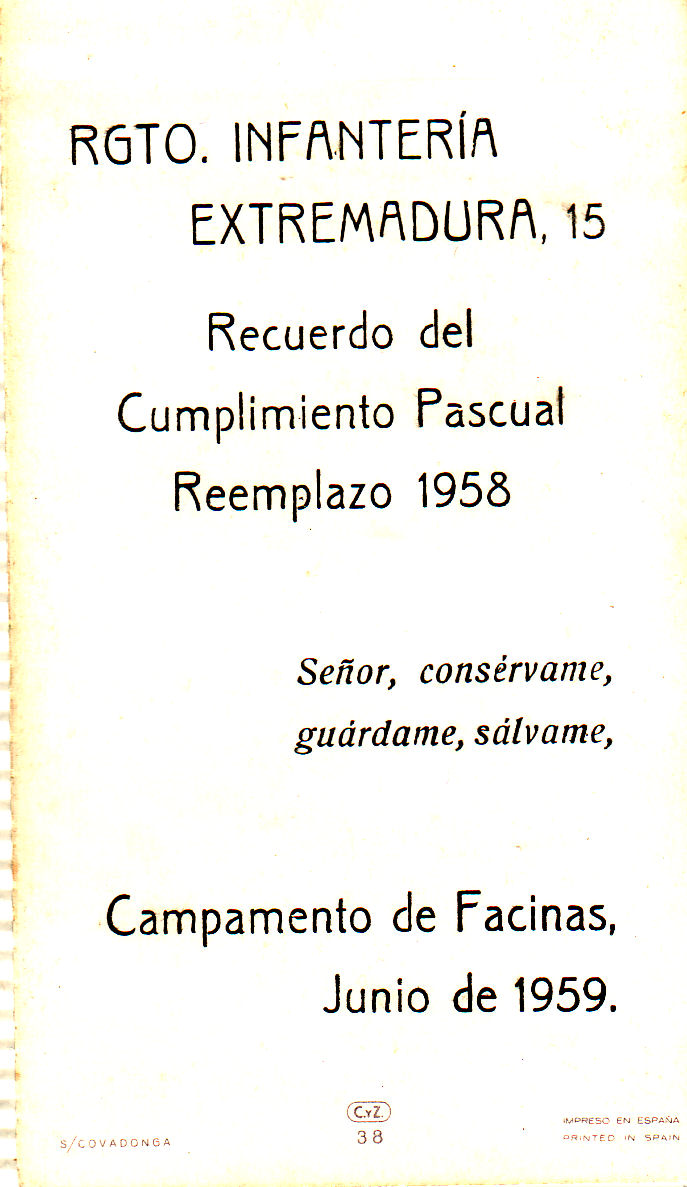 RGTO. INFANTERÍA
EXTREMADURA, 15
Recuerdo del
Cumplimiento Pascual
Reemplazo 1958
Señor, consérvame,
guárdame, sálvame,
Campamento de Facinas,
Junio de 1959.
S/COVADONGA
C.YZ.
38
IMPRESO EN ESPAÑA
PRINTED IN SPAIN